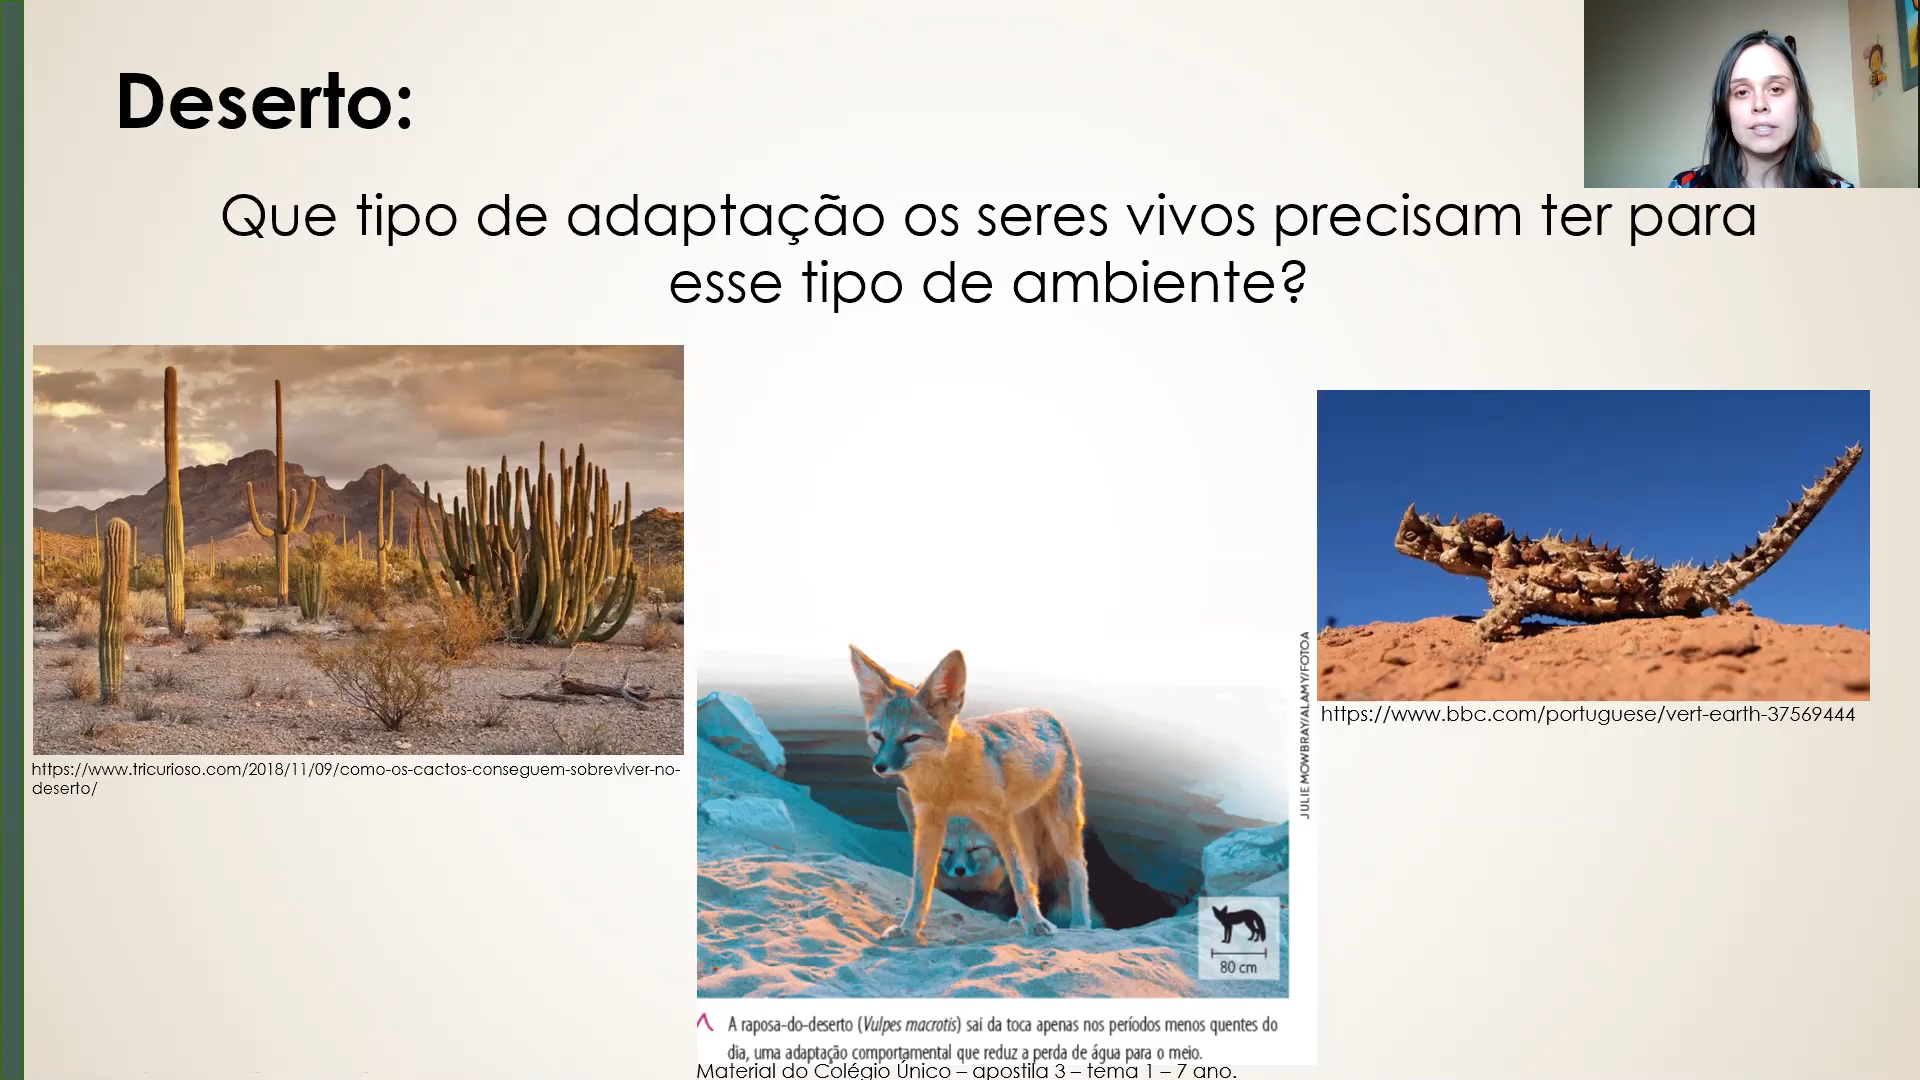 Deserto:
Que tipo de adaptação os seres vivos precisam ter para
esse tipo de ambiente?
https://www.tricurioso.com/2018/11/09/como-os-cactos-conseguem-sobreviver-no-
deserto/
JULIE MOWBRAY/ALAMY/FOTOA
https://www.bbc.com/portuguese/vert-earth-37569444
80 cm
A raposa-do-deserto (Vulpes macrotis) sai da toca apenas nos períodos menos quentes do
dia, uma adaptação comportamental que reduz a perda de água para o meio.
Material do Colégio Único – apostila 3 – tema 1 – 7 ano.